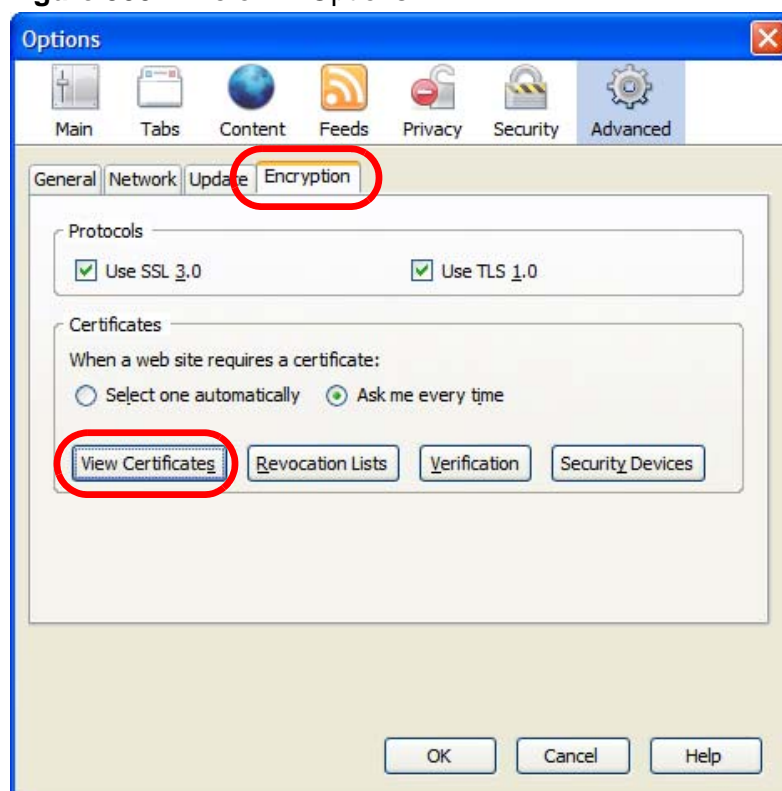 Options
Main Tabs Content Feeds Privacy Security Advanced
General Network Update Encryption
Protocols
Use SSL 3.0 Use TLS 1.0
Certificates
When a web site requires a certificate:
Select one automatically Ask me every time
View Certificates Revocation Lists Verification Security Devices
OK Cancel Help